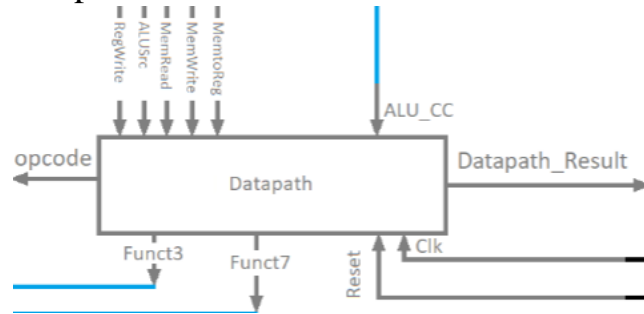 RegWrite
ALUSrc
MemRead
MemWrite
MemtoReg
ALU_CC
opcode
Datapath
Datapath_Result
Funct3
Funct7
Reset
Clk